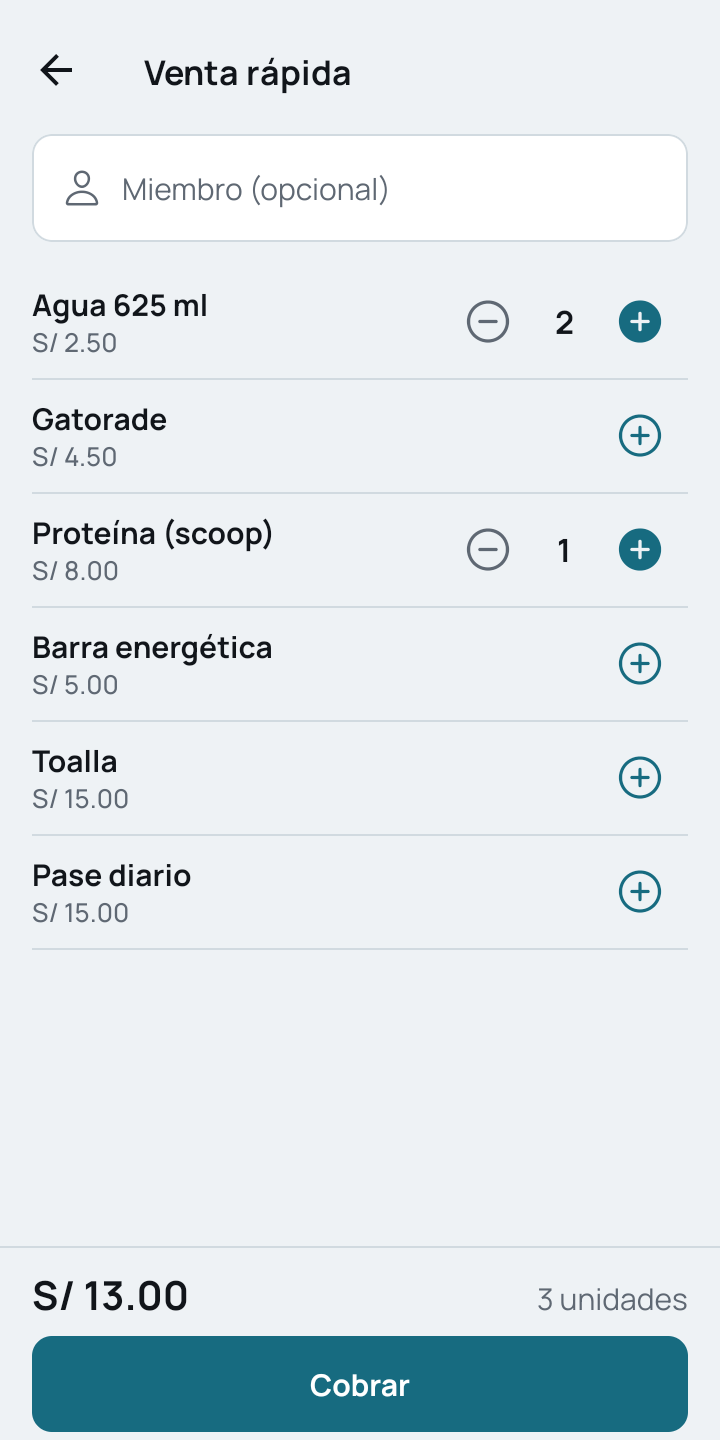 Venta rápida
Miembro (opcional)
Agua 625 ml
S/ 2.50
2
Gatorade
S/ 4.50
Proteína (scoop)
S/ 8.00
1
Barra energética
S/ 5.00
Toalla
S/ 15.00
Pase diario
S/ 15.00
S/ 13.00
3 unidades
Cobrar